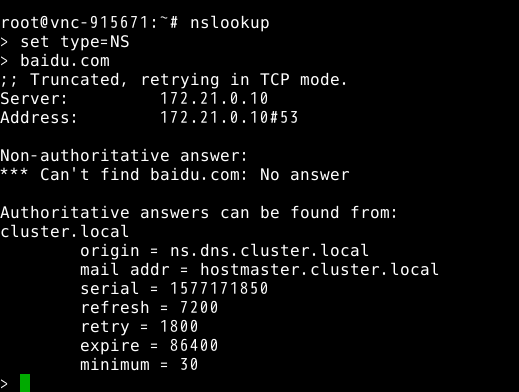 root@vnc-915671:~# nslookup
> set type=NS
> baidu.com
;; Truncated, retrying in TCP mode.
Server:         172.21.0.10
Address:        172.21.0.10#53

Non-authoritative answer:
*** Can't find baidu.com: No answer

Authoritative answers can be found from:
cluster.local
        origin = ns.dns.cluster.local
        mail addr = hostmaster.cluster.local
        serial = 1577171850
        refresh = 7200
        retry = 1800
        expire = 86400
        minimum = 30
>